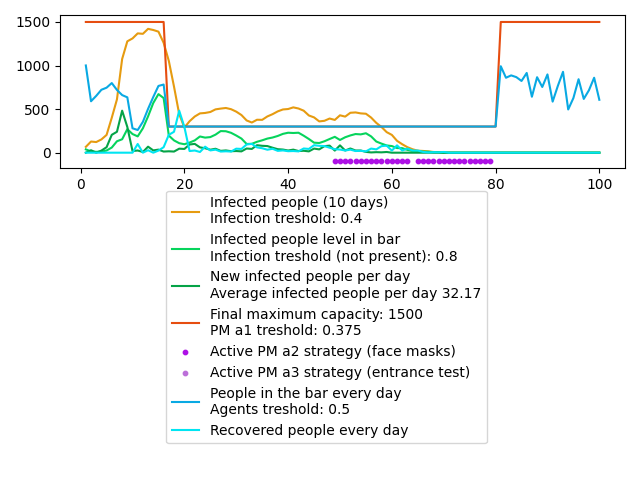 1500
1000
500
0
0 20 40 60 80 100
Infected people (10 days)
Infection treshold: 0.4
Infected people level in bar
Infection treshold (not present): 0.8
New infected people per day
Average infected people per day 32.17
Final maximum capacity: 1500
PM a1 treshold: 0.375
Active PM a2 strategy (face masks)
Active PM a3 strategy (entrance test)
People in the bar every day
Agents treshold: 0.5
Recovered people every day